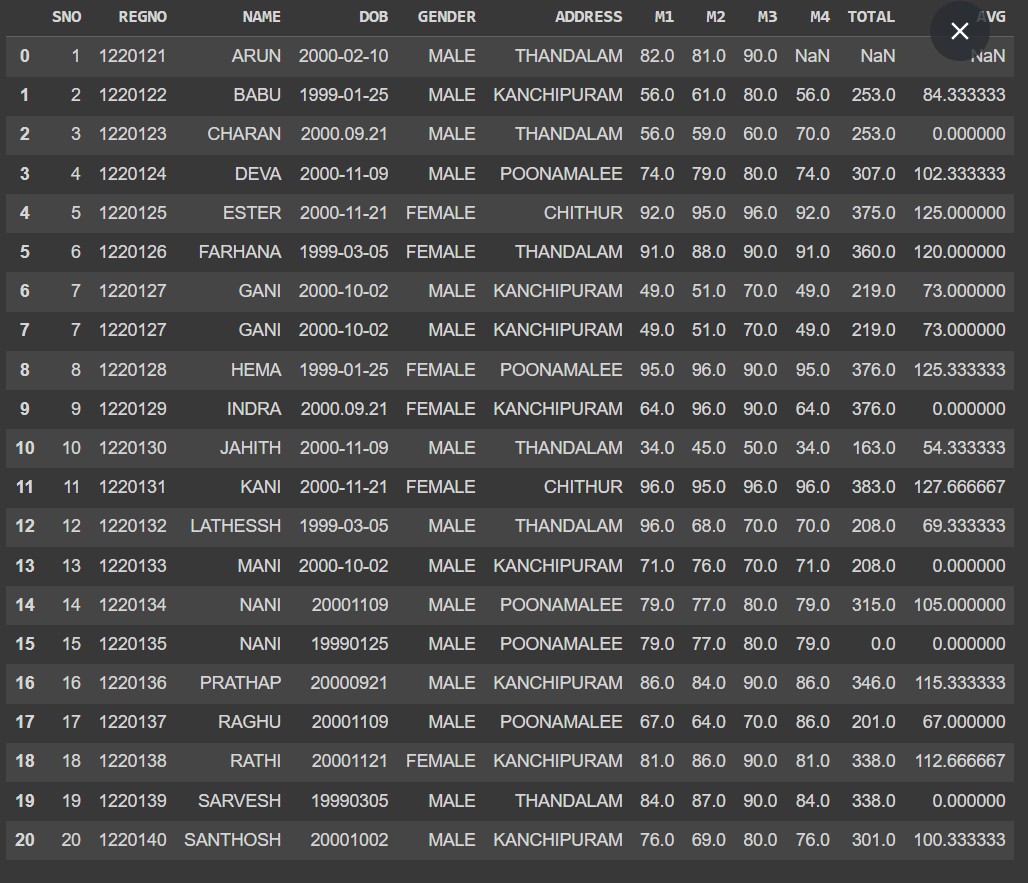 SNO REGNO NAME DOB GENDER ADDRESS M1 M2 M3 M4 TOTAL AVG
0 1 1220121 ARUN 2000-02-10 MALE THANDALAM 82.0 81.0 90.0 NaN NaN NaN
1 2 1220122 BABU 1999-01-25 MALE KANCHIPURAM 56.0 61.0 80.0 56.0 253.0 84.333333
2 3 1220123 CHARAN 2000.09.21 MALE THANDALAM 56.0 59.0 60.0 70.0 253.0 0.000000
3 4 1220124 DEVA 2000-11-09 MALE POONAMALEE 74.0 79.0 80.0 74.0 307.0 102.333333
4 5 1220125 ESTER 2000-11-21 FEMALE CHITHUR 92.0 95.0 96.0 92.0 375.0 125.000000
5 6 1220126 FARHANA 1999-03-05 FEMALE THANDALAM 91.0 88.0 90.0 91.0 360.0 120.000000
6 7 1220127 GANI 2000-10-02 MALE KANCHIPURAM 49.0 51.0 70.0 49.0 219.0 73.000000
7 7 1220127 GANI 2000-10-02 MALE KANCHIPURAM 49.0 51.0 70.0 49.0 219.0 73.000000
8 8 1220128 HEMA 1999-01-25 FEMALE POONAMALEE 95.0 96.0 90.0 95.0 376.0 125.333333
9 9 1220129 INDRA 2000.09.21 FEMALE KANCHIPURAM 64.0 96.0 90.0 64.0 376.0 0.000000
10 10 1220130 JAHITH 2000-11-09 MALE THANDALAM 34.0 45.0 50.0 34.0 163.0 54.333333
11 11 1220131 KANI 2000-11-21 FEMALE CHITHUR 96.0 95.0 96.0 96.0 383.0 127.666667
12 12 1220132 LATHESSH 1999-03-05 MALE THANDALAM 96.0 68.0 70.0 70.0 208.0 69.333333
13 13 1220133 MANI 2000-10-02 MALE KANCHIPURAM 71.0 76.0 70.0 71.0 208.0 0.000000
14 14 1220134 NANI 20001109 MALE POONAMALEE 79.0 77.0 80.0 79.0 315.0 105.000000
15 15 1220135 NANI 19990125 MALE POONAMALEE 79.0 77.0 80.0 79.0 0.0 0.000000
16 16 1220136 PRATHAP 20000921 MALE KANCHIPURAM 86.0 84.0 90.0 86.0 346.0 115.333333
17 17 1220137 RAGHU 20001109 MALE POONAMALEE 67.0 64.0 70.0 86.0 201.0 67.000000
18 18 1220138 RATHI 20001121 FEMALE KANCHIPURAM 81.0 86.0 90.0 81.0 338.0 112.666667
19 19 1220139 SARVESH 19990305 MALE THANDALAM 84.0 87.0 90.0 84.0 338.0 0.000000
20 20 1220140 SANTHOSH 20001002 MALE KANCHIPURAM 76.0 69.0 80.0 76.0 301.0 100.333333